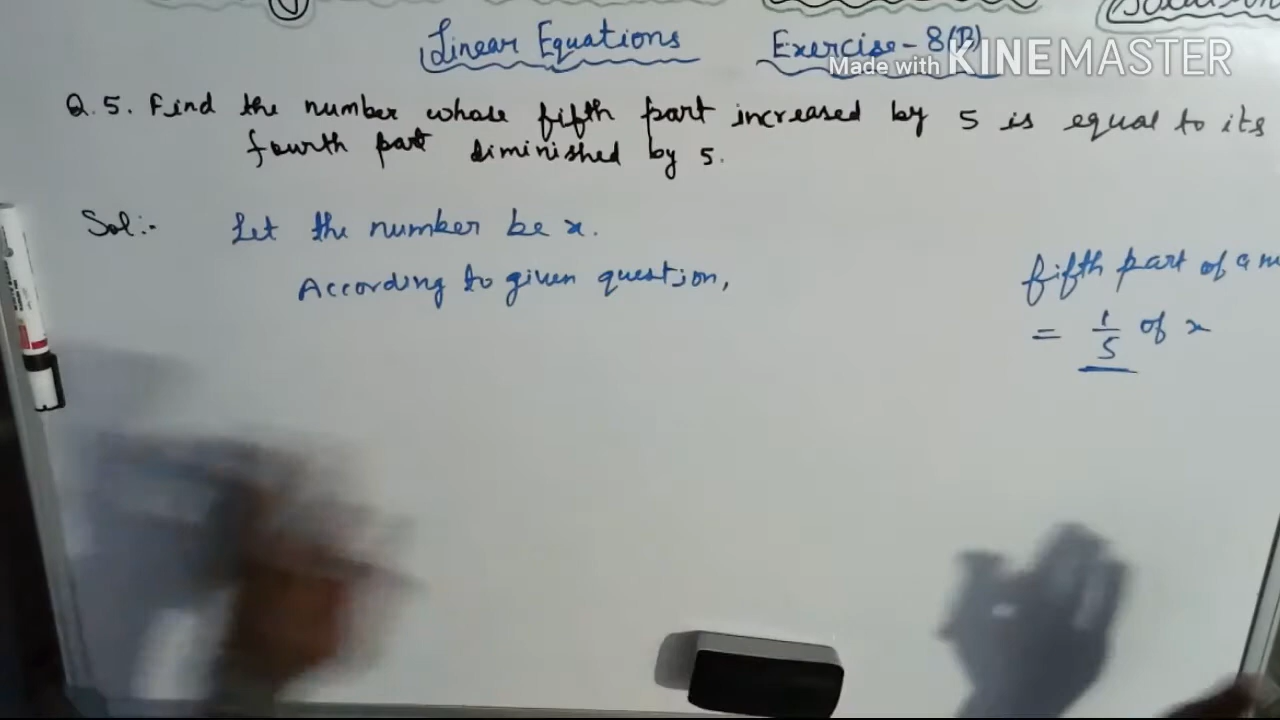 Linear Equations Exercise - 8(B)
Made with KINEMASTER
Q.5. Find the number whose fifth part increased by 5 is equal to its
fourth part diminished by 5.
Sol:- Let the number be x.
According to given question,
fifth part of a
= 1/5 of x